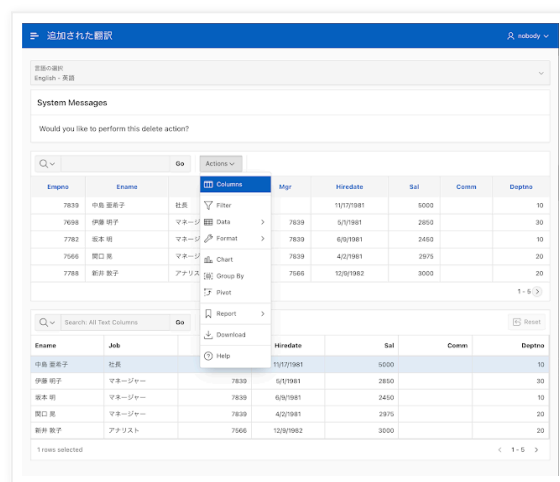 追加された翻訳
nobody
言語の選択
English - 英語
System Messages
Would you like to perform this delete action?
Go
Actions
Empno Ename Mgr Hiredate Sal Comm Deptno
7839 中島 亜希子 社長 11/17/1981 5000 10
7698 伊藤 明子 マネージ 7839 5/1/1981 2850 30
7782 坂本 明 マネージ 7839 6/9/1981 2450 10
7566 関口 晃 マネージ 7839 4/2/1981 2975 20
7788 新井 敦子 アナリス 7566 12/9/1982 3000 20
Columns
Filter
Data
Format
Chart
Group By
Pivot
Report
Download
Help
1 - 5
Search: All Text Columns
Go
Reset
Ename Job Hiredate Sal Comm Deptno
中島 亜希子 社長 11/17/1981 5000 10
伊藤 明子 マネージャー 7839 5/1/1981 2850 30
坂本 明 マネージャー 7839 6/9/1981 2450 10
関口 晃 マネージャー 7839 4/2/1981 2975 20
新井 敦子 アナリスト 7566 12/9/1982 3000 20
1 rows selected
1 - 5